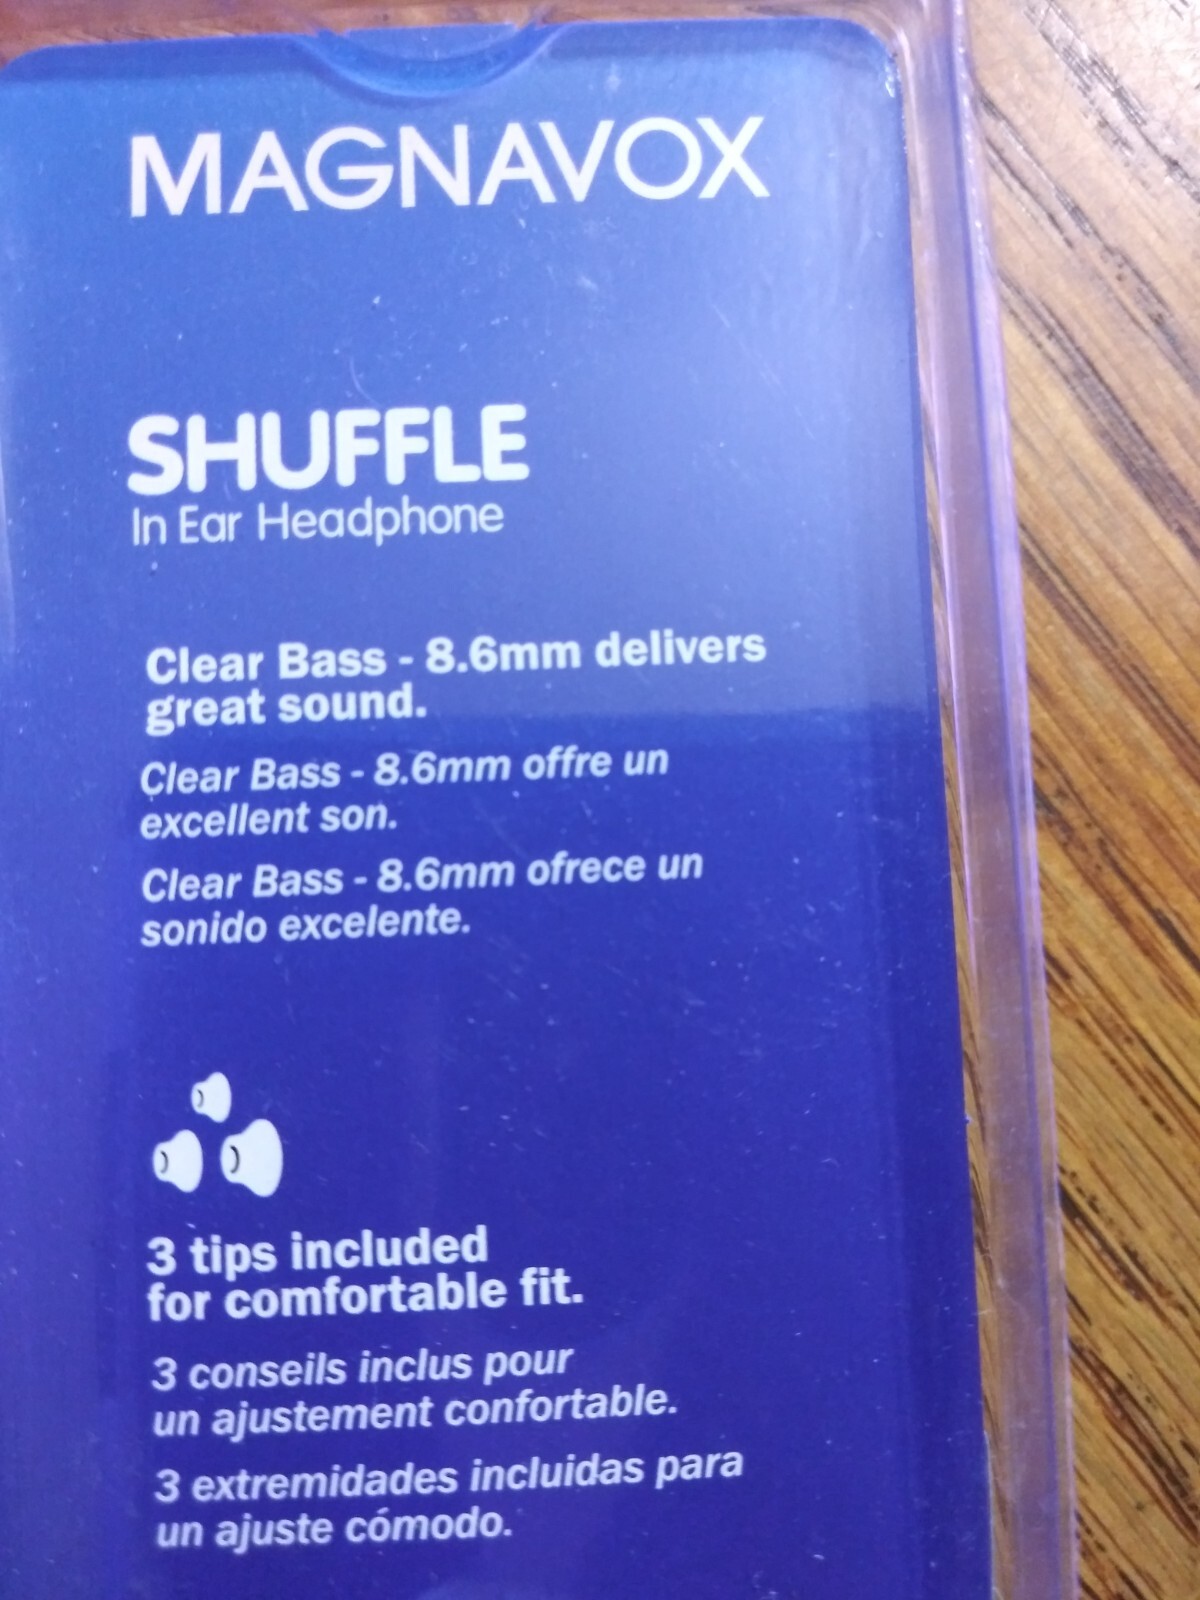 MAGNAVOX
SHUFFLE
In Ear Headphone
Clear Bass - 8.6mm delivers
great sound.
Clear Bass - 8.6mm offre un
excellent son.
Clear Bass - 8.6mm ofrece un
sonido excelente.
3 tips included
for comfortable fit.
3 conseils inclus pour
un ajustement confortable.
3 extremidades incluidas para
un ajuste cómodo.